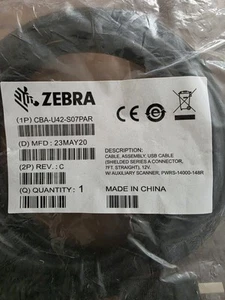 ZEBRA
(1P) CBA-U42-S07PAR
(D) MFD : 23MAY20
(2P) REV. : C
(Q) QUANTITY : 1
DESCRIPTION:
CABLE, ASSEMBLY, USB CABLE
(SHIELDED SERIES A CONNECTOR,
7FT. STRAIGHT), 12V,
W/ AUXILIARY SCANNER, PWRS-14000-148R
MADE IN CHINA